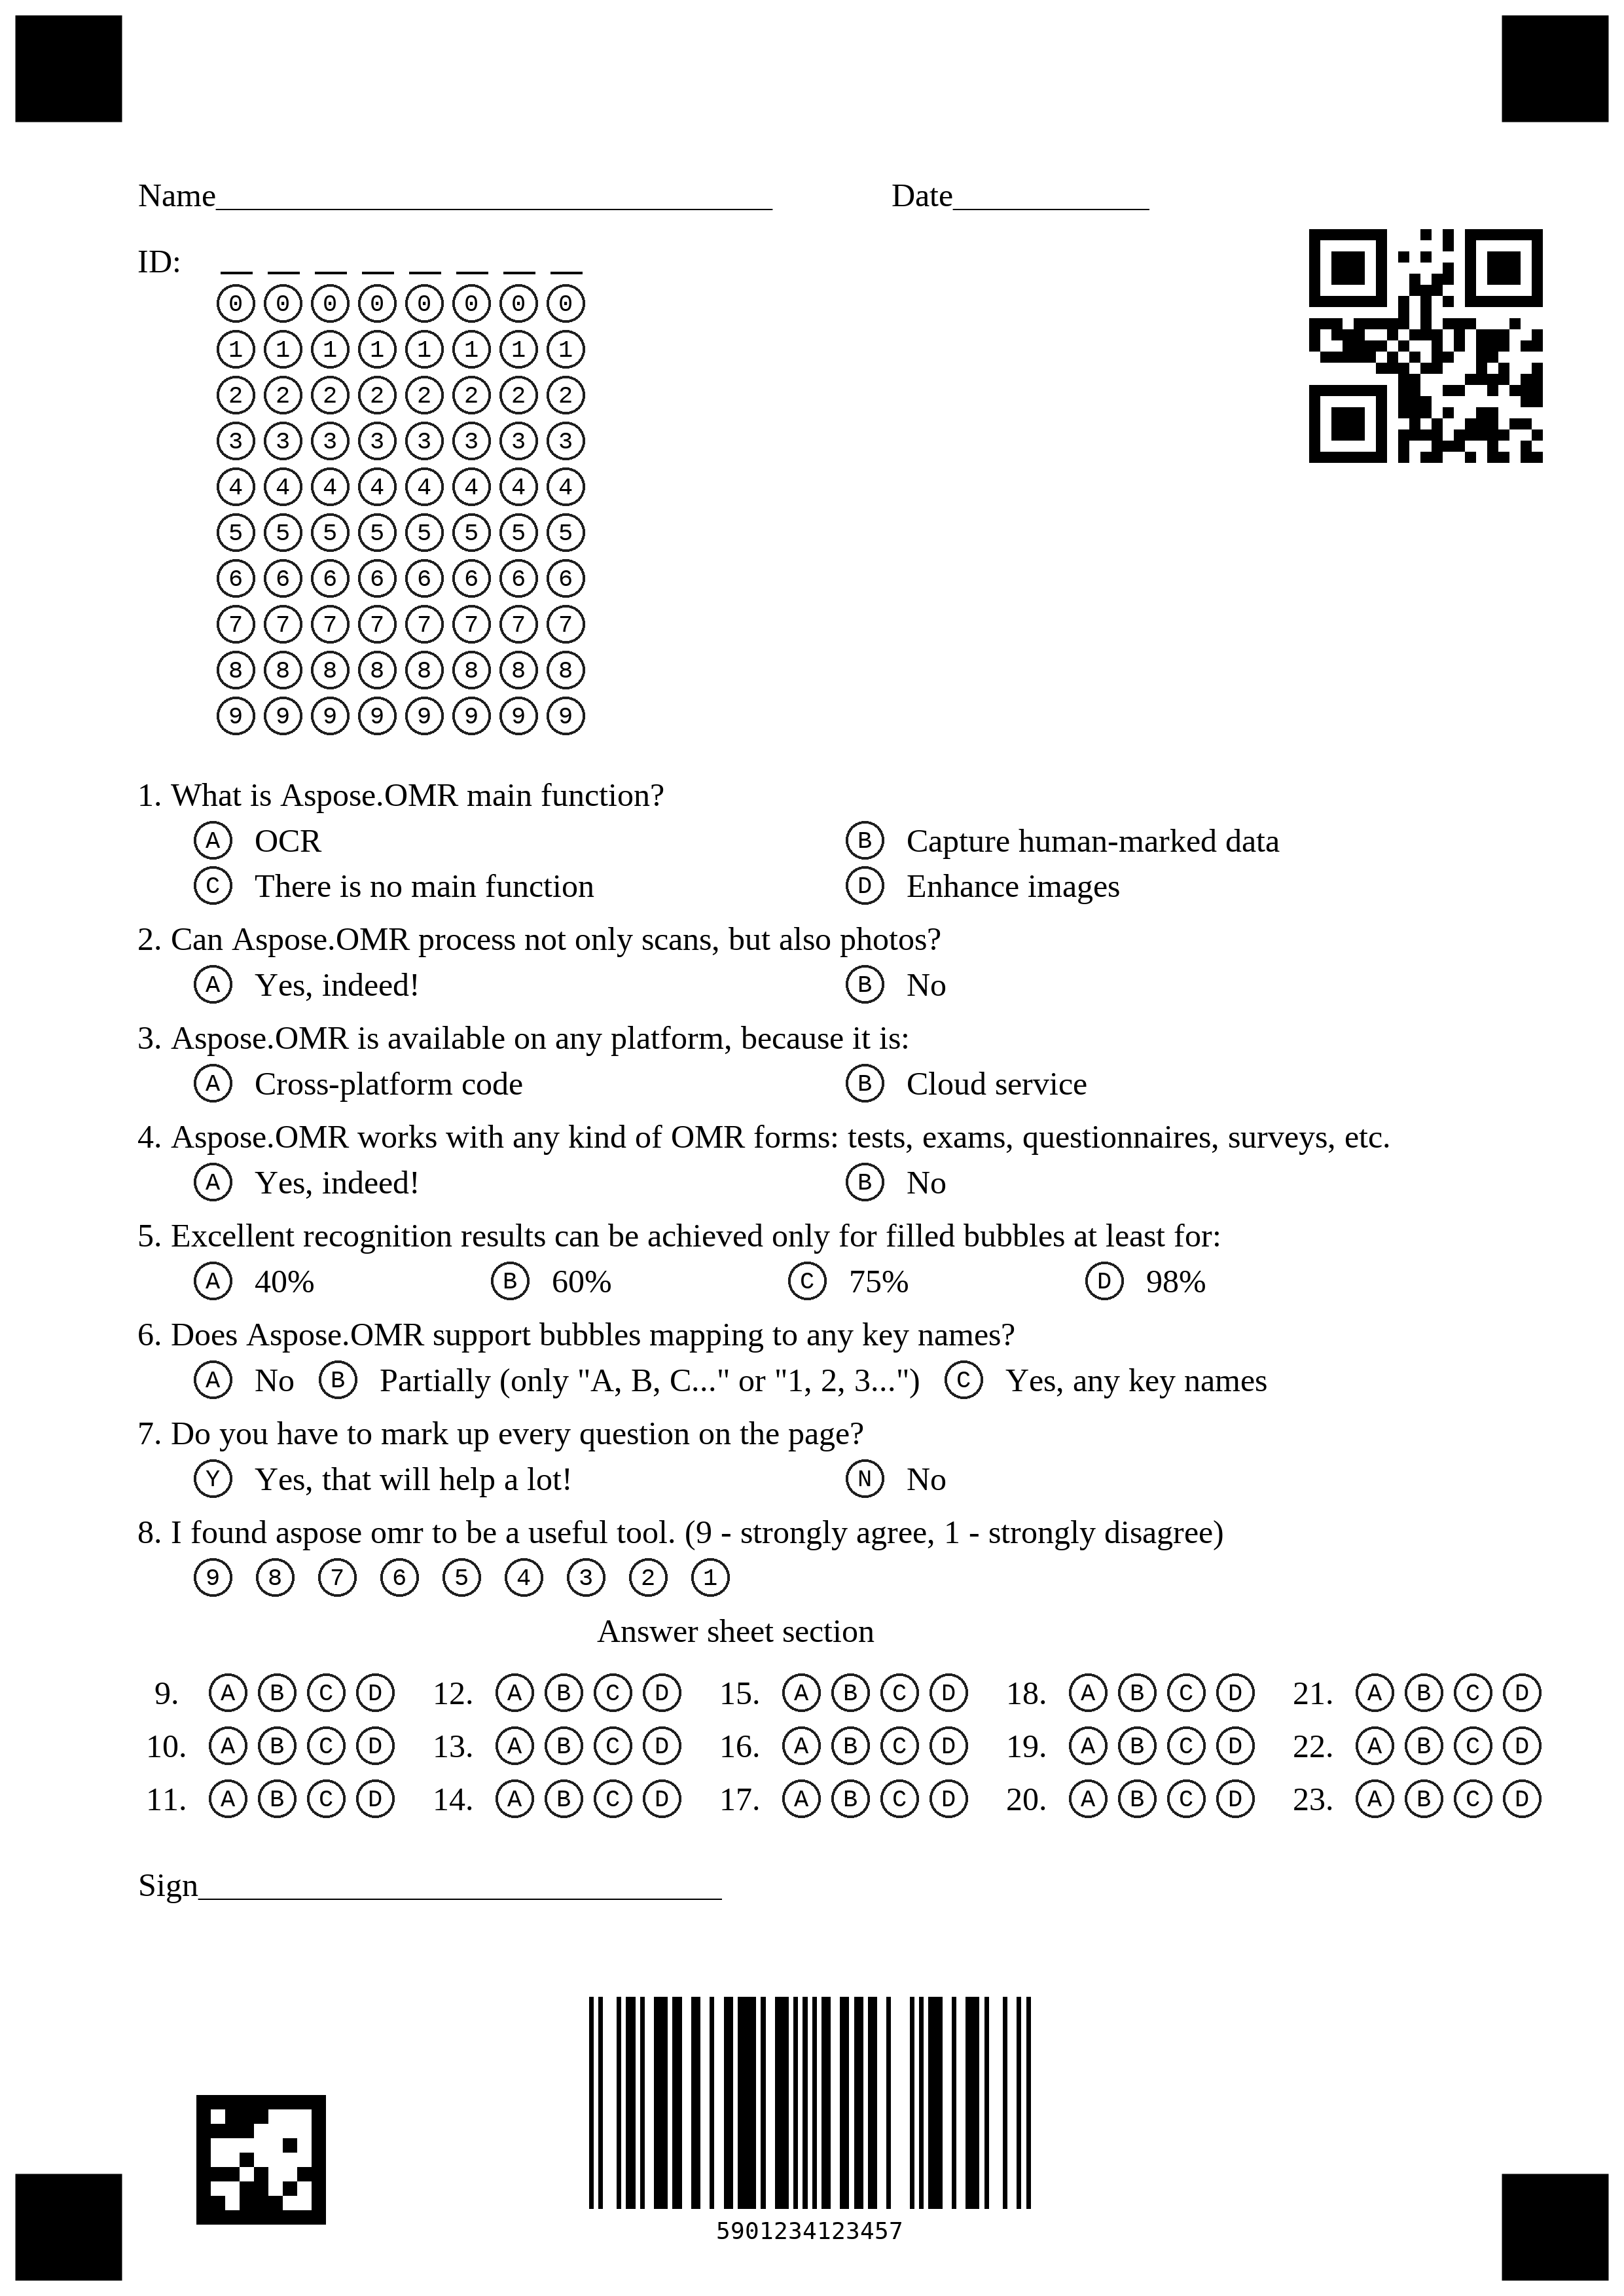 Name__________________________________ Date____________
ID: __ __ __ __ __ __ __ __
0 0 0 0 0 0 0 0
1 1 1 1 1 1 1 1
2 2 2 2 2 2 2 2
3 3 3 3 3 3 3 3
4 4 4 4 4 4 4 4
5 5 5 5 5 5 5 5
6 6 6 6 6 6 6 6
7 7 7 7 7 7 7 7
8 8 8 8 8 8 8 8
9 9 9 9 9 9 9 9
1. What is Aspose.OMR main function?
A OCR B Capture human-marked data
C There is no main function D Enhance images
2. Can Aspose.OMR process not only scans, but also photos?
A Yes, indeed! B No
3. Aspose.OMR is available on any platform, because it is:
A Cross-platform code B Cloud service
4. Aspose.OMR works with any kind of OMR forms: tests, exams, questionnaires, surveys, etc.
A Yes, indeed! B No
5. Excellent recognition results can be achieved only for filled bubbles at least for:
A 40% B 60% C 75% D 98%
6. Does Aspose.OMR support bubbles mapping to any key names?
A No B Partially (only "A, B, C..." or "1, 2, 3...") C Yes, any key names
7. Do you have to mark up every question on the page?
Y Yes, that will help a lot! N No
8. I found aspose omr to be a useful tool. (9 - strongly agree, 1 - strongly disagree)
9 8 7 6 5 4 3 2 1
Answer sheet section
9. A B C D 12. A B C D 15. A B C D 18. A B C D 21. A B C D
10. A B C D 13. A B C D 16. A B C D 19. A B C D 22. A B C D
11. A B C D 14. A B C D 17. A B C D 20. A B C D 23. A B C D
Sign________________________________
5901234123457